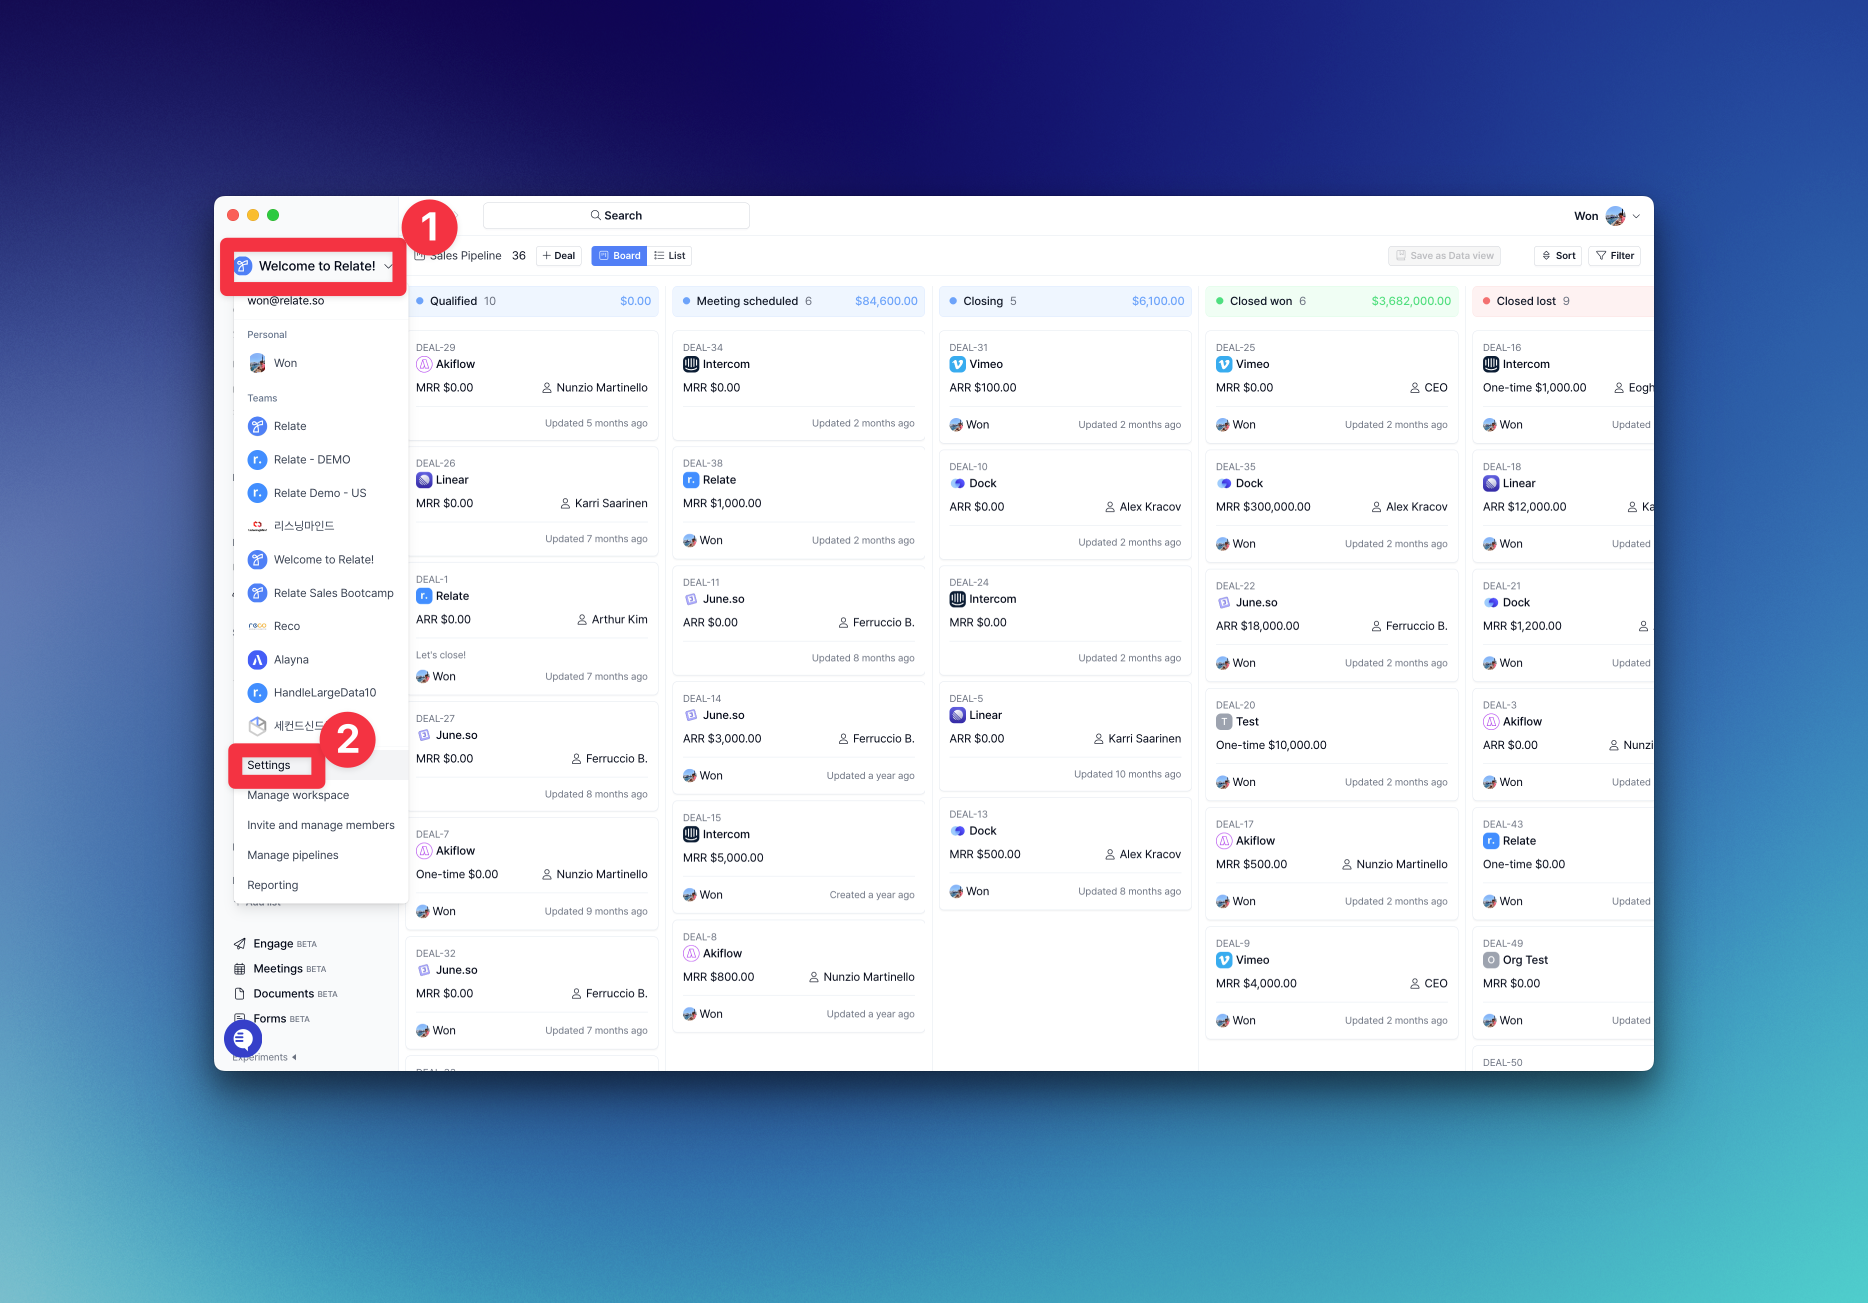 1
Search
Won
Welcome to Relate!
Sales Pipeline 36
+ Deal
Board
List
Save as Data view
Sort
Filter
won@relate.so
Personal
Won
Teams
Relate
Relate - DEMO
Relate Demo - US
리스닝마인드
Welcome to Relate!
Relate Sales Bootcamp
Reco
Alayna
HandleLargeData10
세컨드신드
2
Settings
Manage workspace
Invite and manage members
Manage pipelines
Reporting
+ Add list
Engage BETA
Meetings BETA
Documents BETA
Forms BETA
Experiments
Qualified 10 $0.00
DEAL-29
Akiflow
MRR $0.00 Nunzio Martinello
Updated 5 months ago
DEAL-26
Linear
MRR $0.00 Karri Saarinen
Updated 7 months ago
DEAL-1
Relate
ARR $0.00 Arthur Kim
Let's close!
Won Updated 7 months ago
DEAL-27
June.so
MRR $0.00 Ferruccio B.
Updated 8 months ago
DEAL-7
Akiflow
One-time $0.00 Nunzio Martinello
Won Updated 9 months ago
DEAL-32
June.so
MRR $0.00 Ferruccio B.
Won Updated 7 months ago
Meeting scheduled 6 $84,600.00
DEAL-34
Intercom
MRR $0.00
Updated 2 months ago
DEAL-38
Relate
MRR $1,000.00
Won Updated 2 months ago
DEAL-11
June.so
ARR $0.00 Ferruccio B.
Updated 8 months ago
DEAL-14
June.so
ARR $3,000.00 Ferruccio B.
Won Updated a year ago
DEAL-15
Intercom
MRR $5,000.00
Won Created a year ago
DEAL-8
Akiflow
MRR $800.00 Nunzio Martinello
Won Updated a year ago
Closing 5 $6,100.00
DEAL-31
Vimeo
ARR $100.00
Won Updated 2 months ago
DEAL-10
Dock
ARR $0.00 Alex Kracov
Updated 2 months ago
DEAL-24
Intercom
MRR $0.00
Updated 2 months ago
DEAL-5
Linear
ARR $0.00 Karri Saarinen
Updated 10 months ago
DEAL-13
Dock
MRR $500.00 Alex Kracov
Won Updated 8 months ago
Closed won 6 $3,682,000.00
DEAL-25
Vimeo
MRR $0.00 CEO
Won Updated 2 months ago
DEAL-35
Dock
MRR $300,000.00 Alex Kracov
Won Updated 2 months ago
DEAL-22
June.so
ARR $18,000.00 Ferruccio B.
Won Updated 2 months ago
DEAL-20
T Test
One-time $10,000.00
Won Updated 2 months ago
DEAL-17
Akiflow
MRR $500.00 Nunzio Martinello
Won Updated 2 months ago
DEAL-9
Vimeo
MRR $4,000.00 CEO
Won Updated 2 months ago
Closed lost 9
DEAL-16
Intercom
One-time $1,000.00 Eogh
Won Updated
DEAL-18
Linear
ARR $12,000.00 Ka
Won Updated
DEAL-21
Dock
MRR $1,200.00
Won Updated
DEAL-3
Akiflow
ARR $0.00 Nunzi
Won Updated
DEAL-43
Relate
One-time $0.00
Won Updated
DEAL-49
O Org Test
MRR $0.00
Won Updated
DEAL-50